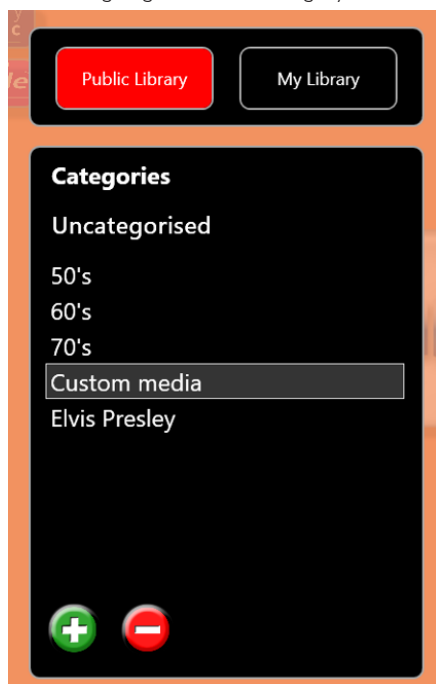 Public Library
My Library
Categories
Uncategorised
50's
60's
70's
Custom media
Elvis Presley